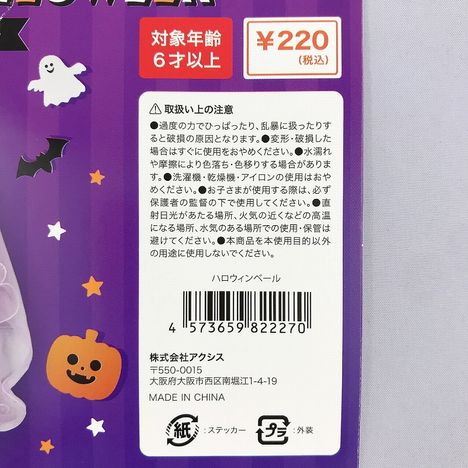 HALLOWEEN
対象年齢
6才以上
¥220
(税込)
取扱い上の注意
●過度の力でひっぱったり、乱暴に扱ったりす
ると破損の原因となります。●変形・破損した
場合はすぐに使用をおやめください。●水濡れ
や摩擦により色落ち・色移りする場合がありま
す。●洗濯機・乾燥機・アイロンの使用はおや
めください。●お子さまが使用する際は、必ず
保護者の監督の下で使用してください。●直
射日光があたる場所、火気の近くなどの高温
になる場所、水気のある場所での使用・保管は
避けてください。●本商品を本使用目的以外
の用途に使用しないでください。
ハロウィンベール
4 573659 822270
株式会社アクシス
〒550-0015
大阪府大阪市西区南堀江1-4-19
MADE IN CHINA
紙 :ステッカー プラ :外装